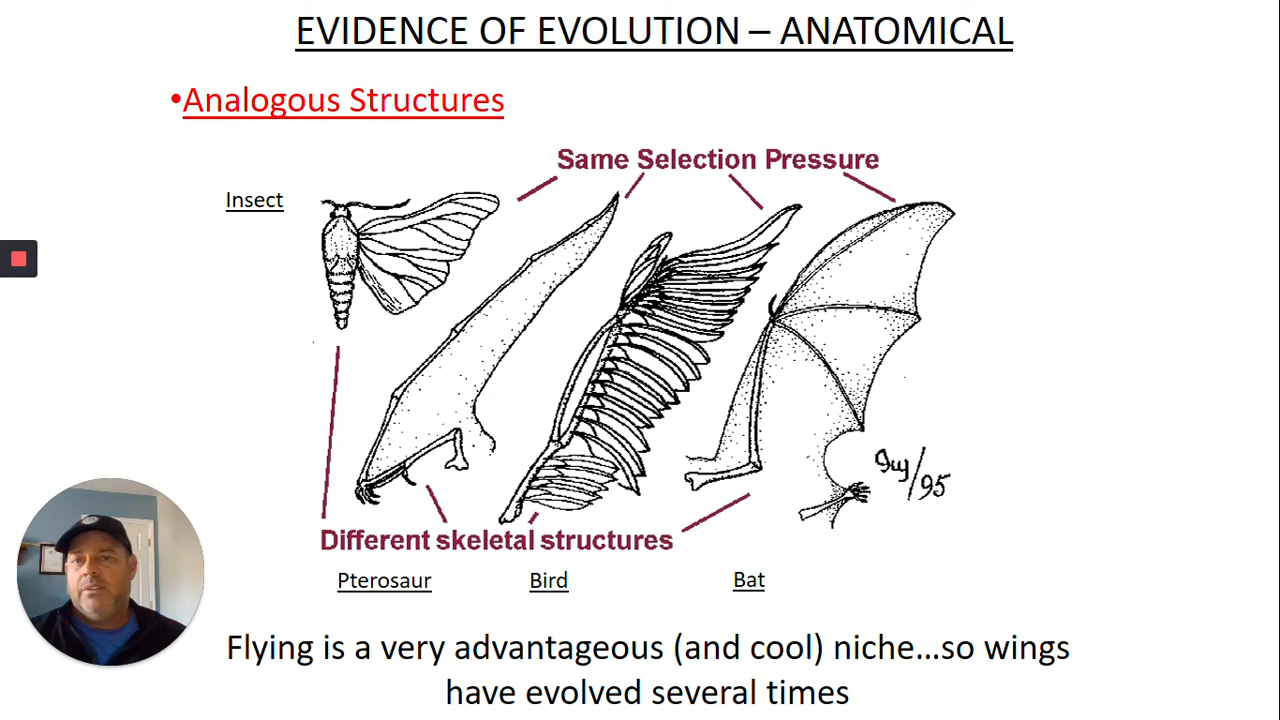 EVIDENCE OF EVOLUTION – ANATOMICAL
•Analogous Structures
Same Selection Pressure
Insect
Different skeletal structures
Pterosaur
Bird
Bat
Flying is a very advantageous (and cool) niche...so wings
have evolved several times